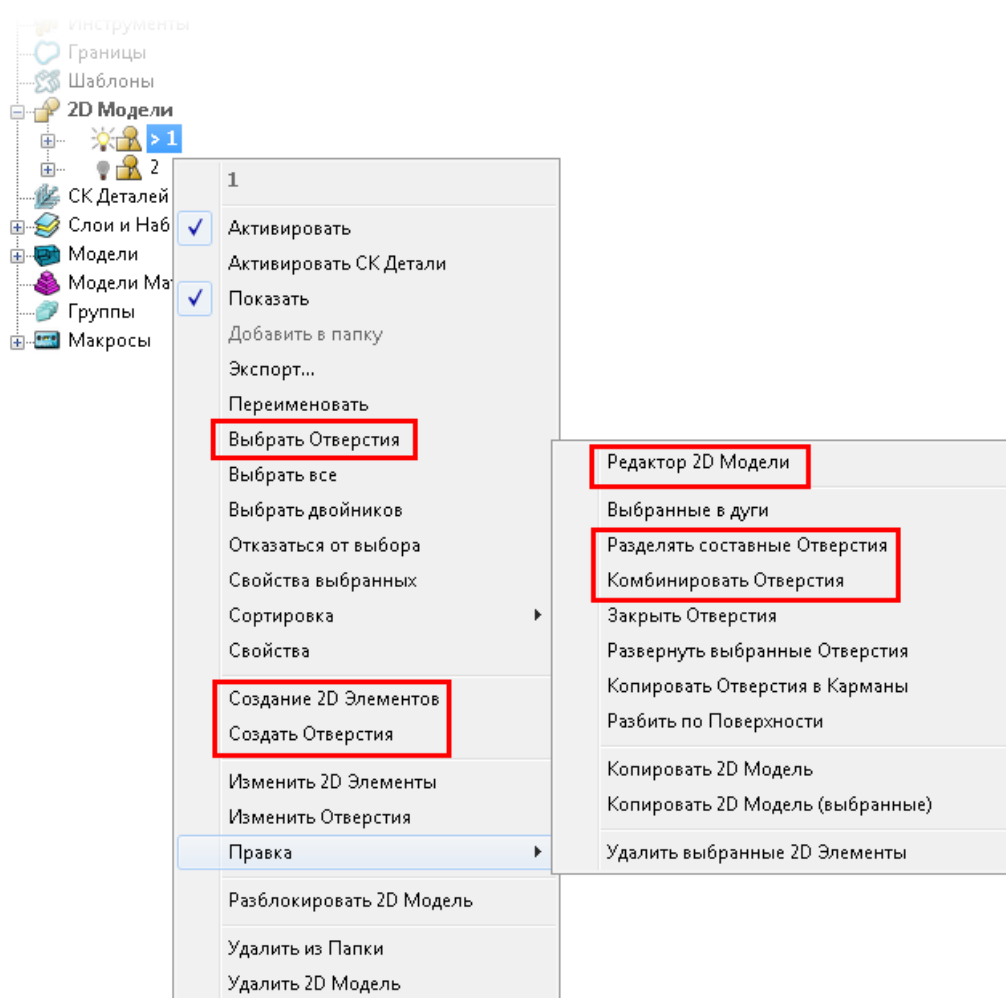 Инструменты
Границы
Шаблоны
2D Модели
> 1
2
СК Деталей
Слои и Наб
Модели
Модели Мат
Группы
Макросы
1
Активировать
Активировать СК Детали
Показать
Добавить в папку
Экспорт...
Переименовать
Выбрать Отверстия
Выбрать все
Выбрать двойников
Отказаться от выбора
Свойства выбранных
Сортировка
Свойства
Создание 2D Элементов
Создать Отверстия
Изменить 2D Элементы
Изменить Отверстия
Правка
Разблокировать 2D Модель
Удалить из Папки
Удалить 2D Модель
Редактор 2D Модели
Выбранные в дуги
Разделять составные Отверстия
Комбинировать Отверстия
Закрыть Отверстия
Развернуть выбранные Отверстия
Копировать Отверстия в Карманы
Разбить по Поверхности
Копировать 2D Модель
Копировать 2D Модель (выбранные)
Удалить выбранные 2D Элементы